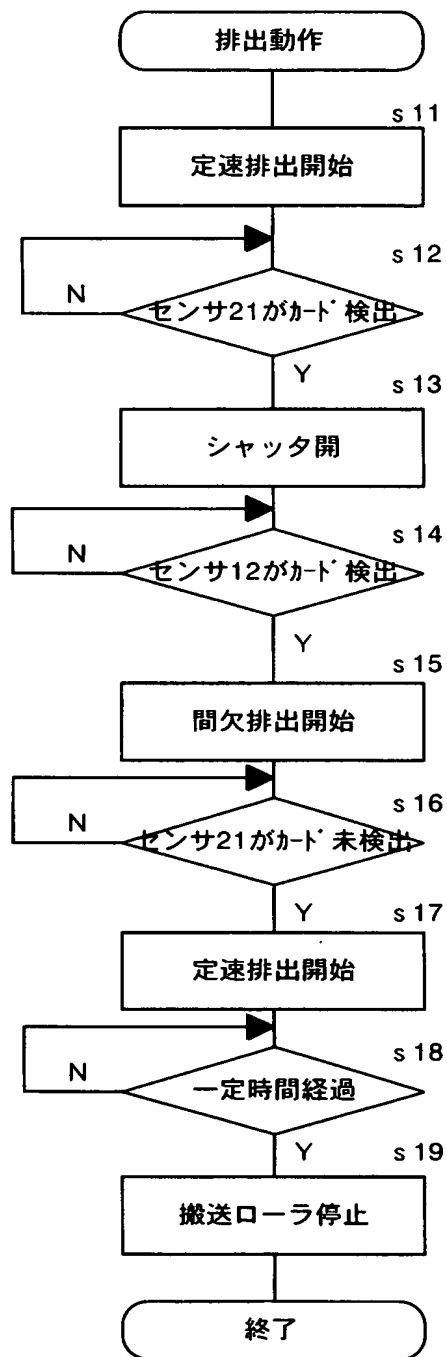 排出動作
s 11
定速排出開始
s 12
センサ21がｶｰﾄﾞ検出
N
Y
s 13
シャッタ開
s 14
センサ12がｶｰﾄﾞ検出
N
Y
s 15
間欠排出開始
s 16
センサ21がｶｰﾄﾞ未検出
N
Y
s 17
定速排出開始
s 18
一定時間経過
N
Y
s 19
搬送ローラ停止
終了